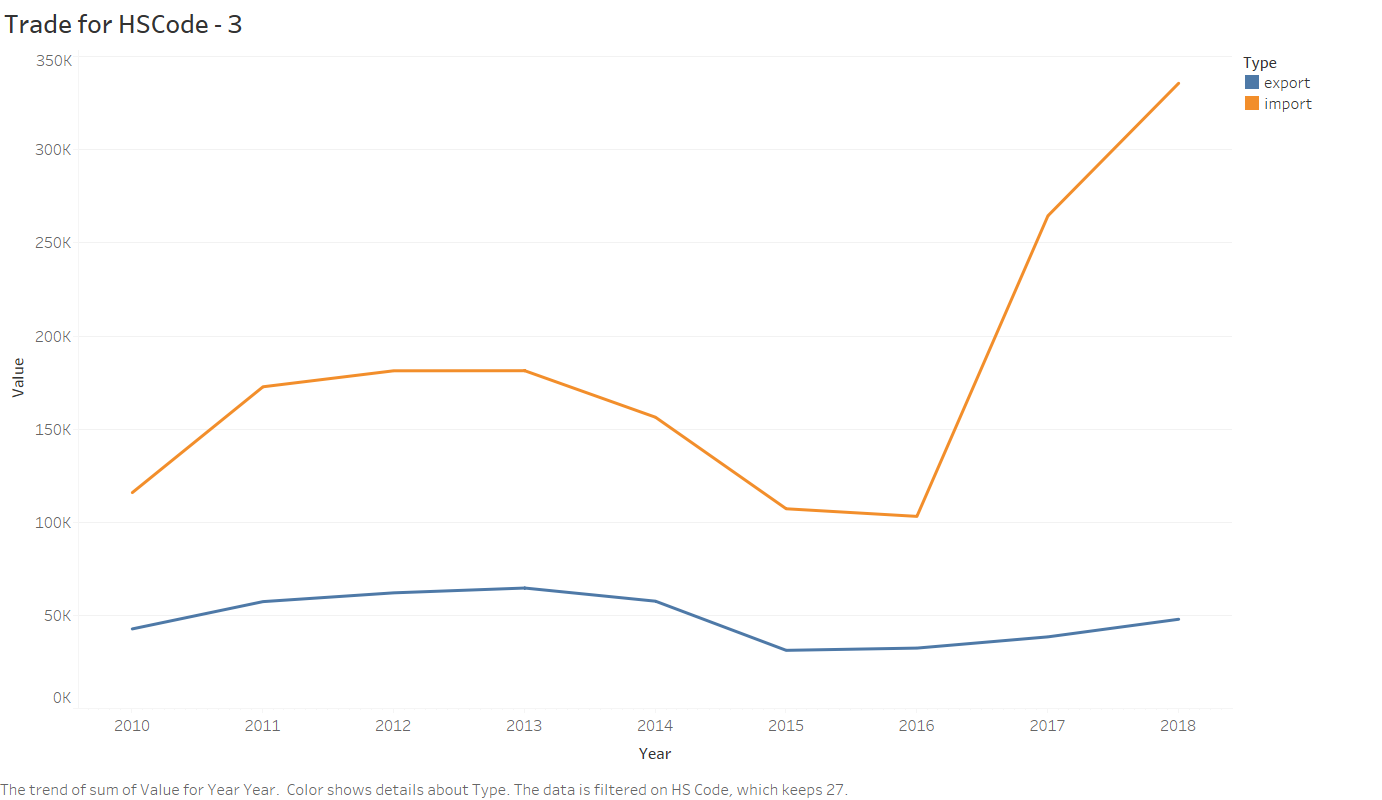 Trade for HSCode - 3
350K
300K
250K
200K
150K
100K
50K
0K
Value
2010 2011 2012 2013 2014 2015 2016 2017 2018
Year
Type
export
import
The trend of sum of Value for Year Year.  Color shows details about Type. The data is filtered on HS Code, which keeps 27.